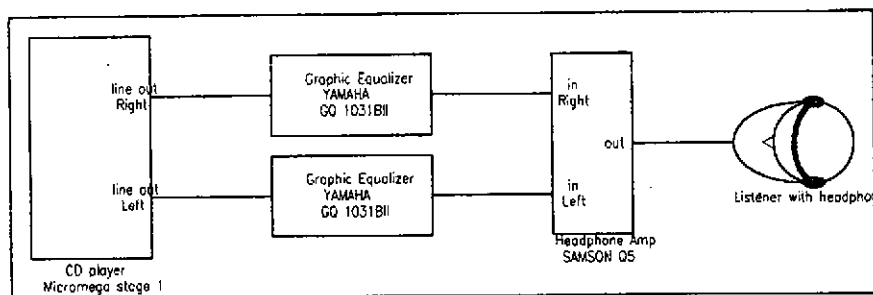 line out
Right
line out
Left
CD player
Micromega stage 1
Graphic Equalizer
YAMAHA
GQ 1031BII
Graphic Equalizer
YAMAHA
GQ 1031BII
in
Right
out
in
Left
Headphone Amp
SAMSON Q5
Listener with headpho